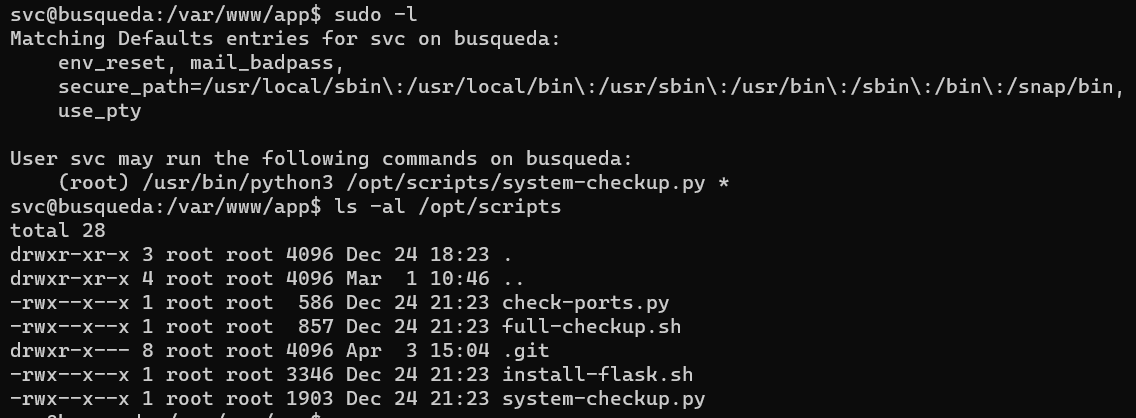 svc@busqueda:/var/www/app$ sudo -l
Matching Defaults entries for svc on busqueda:
    env_reset, mail_badpass,
    secure_path=/usr/local/sbin\:/usr/local/bin\:/usr/sbin\:/usr/bin\:/sbin\:/bin\:/snap/bin,
    use_pty

User svc may run the following commands on busqueda:
    (root) /usr/bin/python3 /opt/scripts/system-checkup.py *
svc@busqueda:/var/www/app$ ls -al /opt/scripts
total 28
drwxr-xr-x 3 root root 4096 Dec 24 18:23 .
drwxr-xr-x 4 root root 4096 Mar  1 10:46 ..
-rwx--x--x 1 root root  586 Dec 24 21:23 check-ports.py
-rwx--x--x 1 root root  857 Dec 24 21:23 full-checkup.sh
drwxr-x--- 8 root root 4096 Apr  3 15:04 .git
-rwx--x--x 1 root root 3346 Dec 24 21:23 install-flask.sh
-rwx--x--x 1 root root 1903 Dec 24 21:23 system-checkup.py